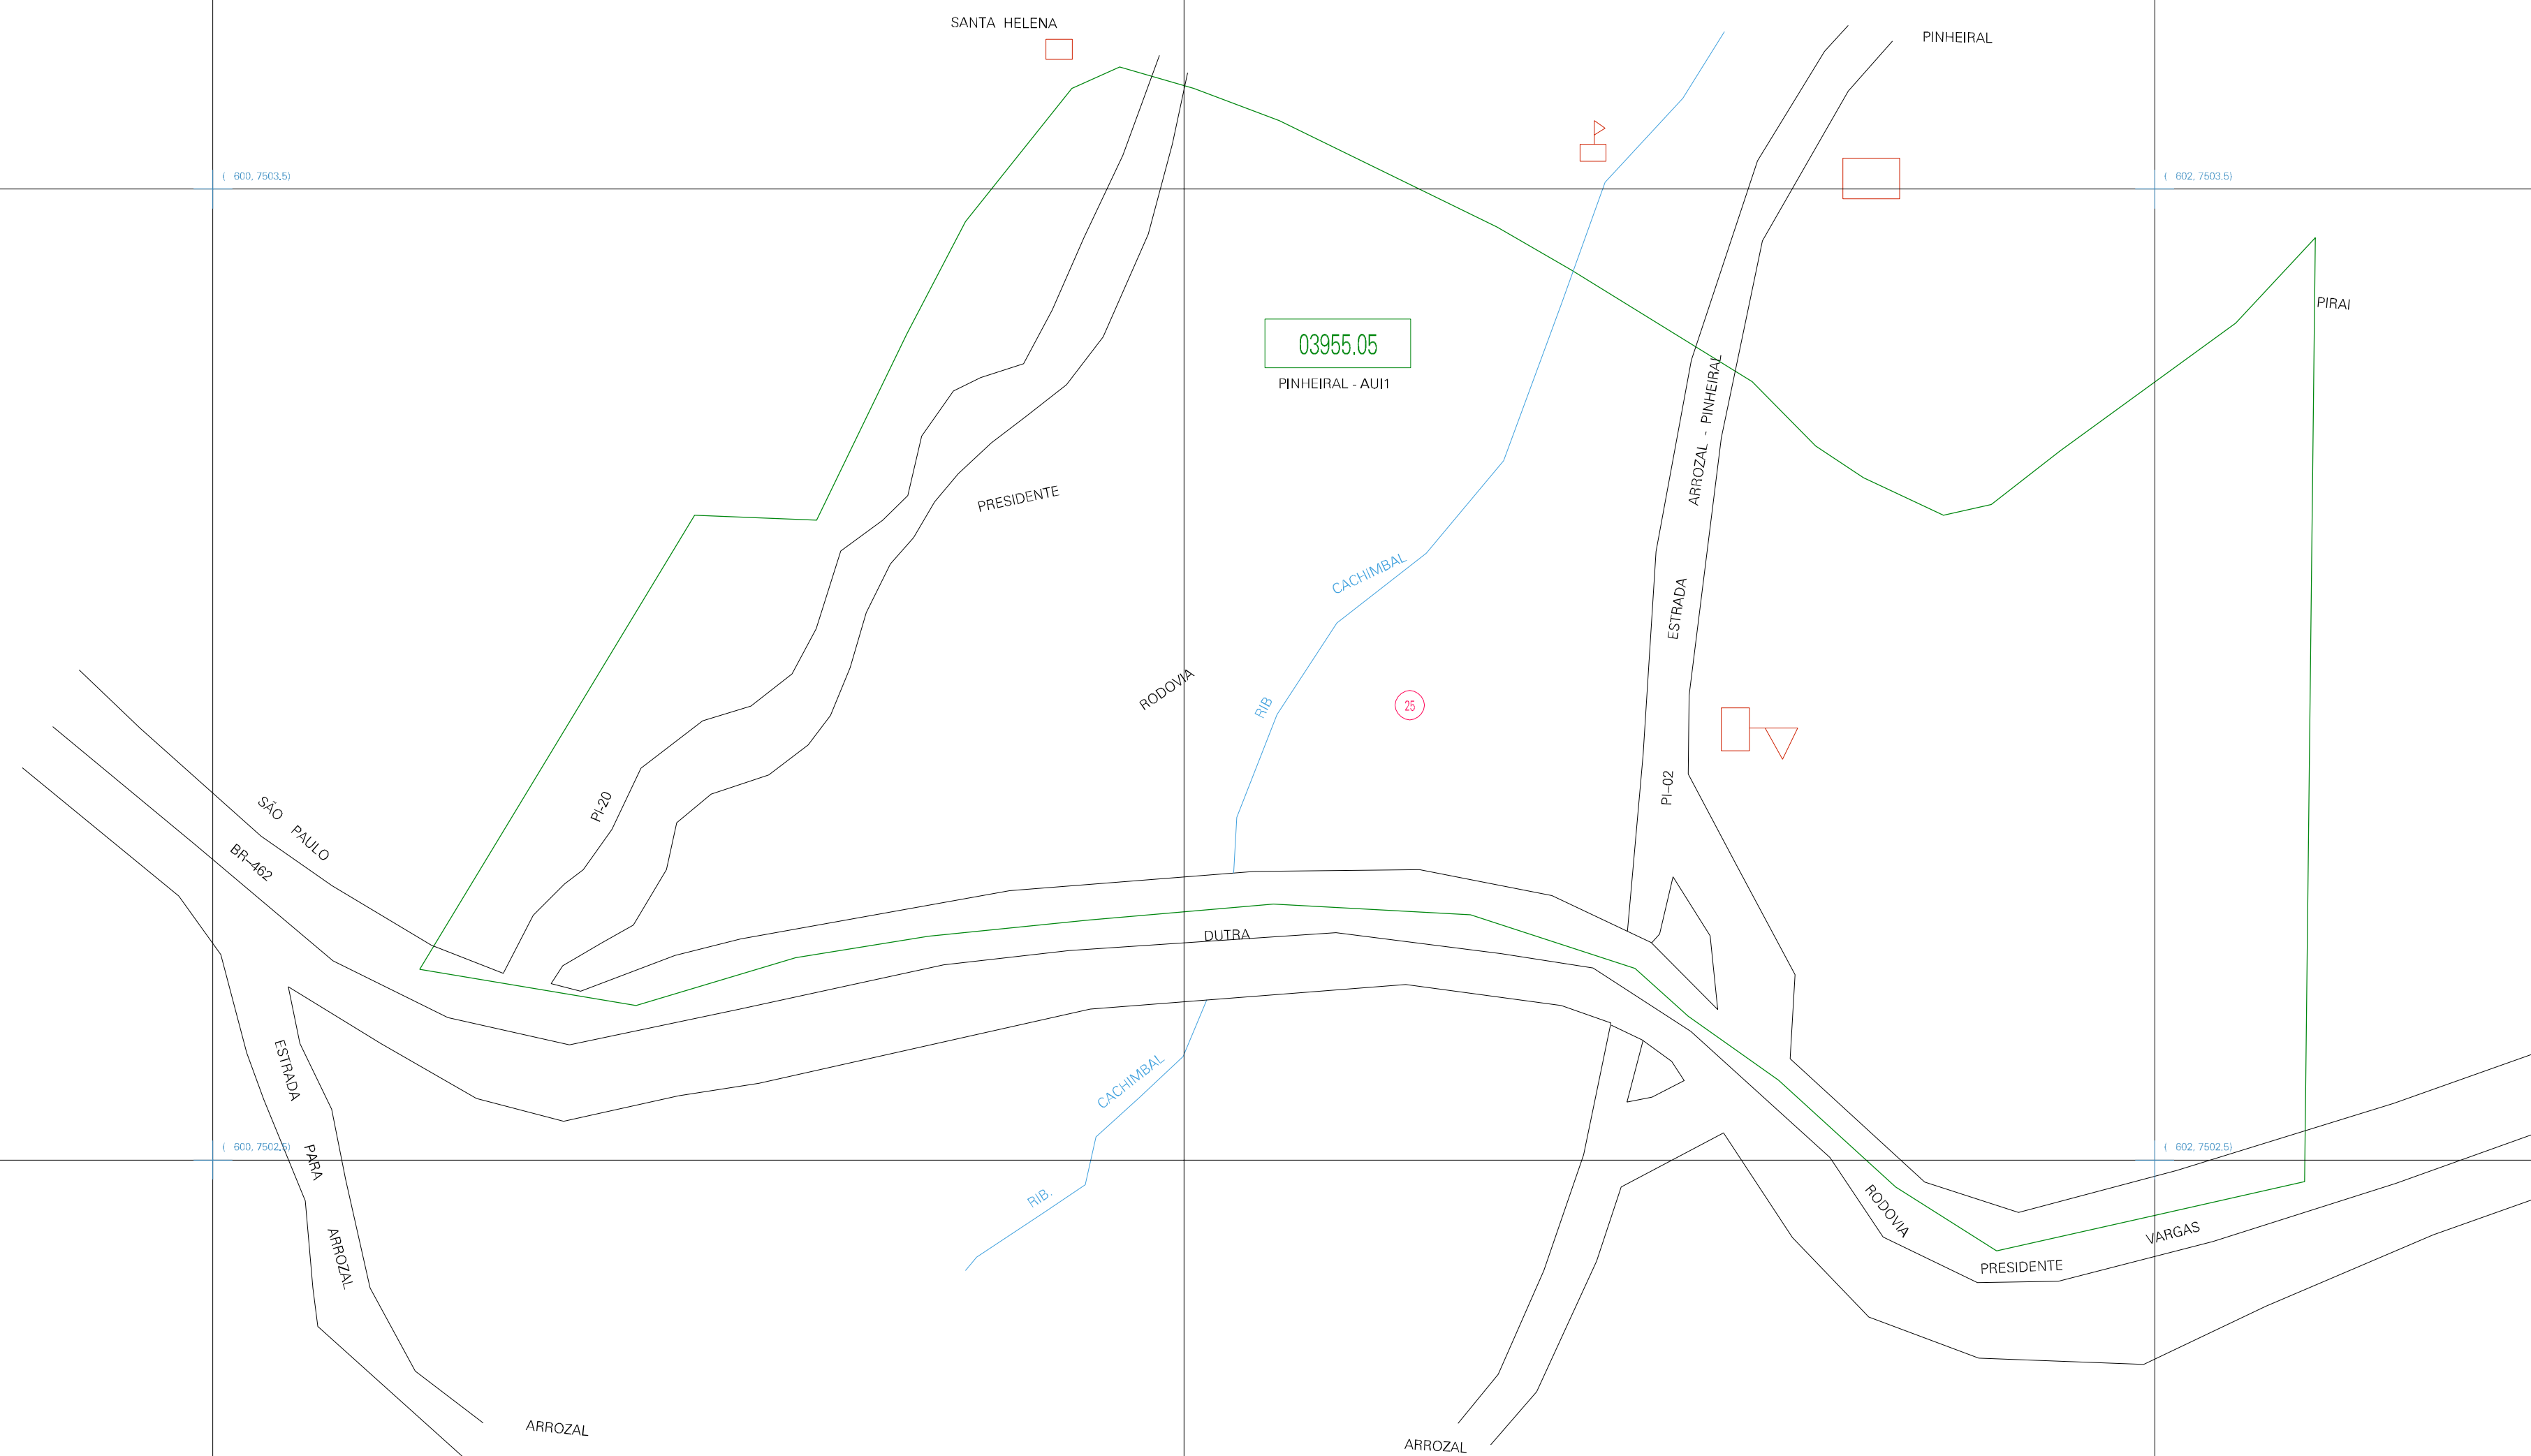 SANTA HELENA
PINHEIRAL
( 600, 7503.5)
( 602, 7503.5)
PIRAI
03955.05
PINHEIRAL - AUI1
ESTRADA ARROZAL - PINHEIRAL
PRESIDENTE
CACHIMBAL
RIB
RODOVIA
25
PI-02
PI-20
SÃO PAULO
BR-462
DUTRA
ESTRADA PARA ARROZAL
CACHIMBAL
RIB.
( 600, 7502.5)
( 602, 7502.5)
RODOVIA
PRESIDENTE
VARGAS
ARROZAL
ARROZAL